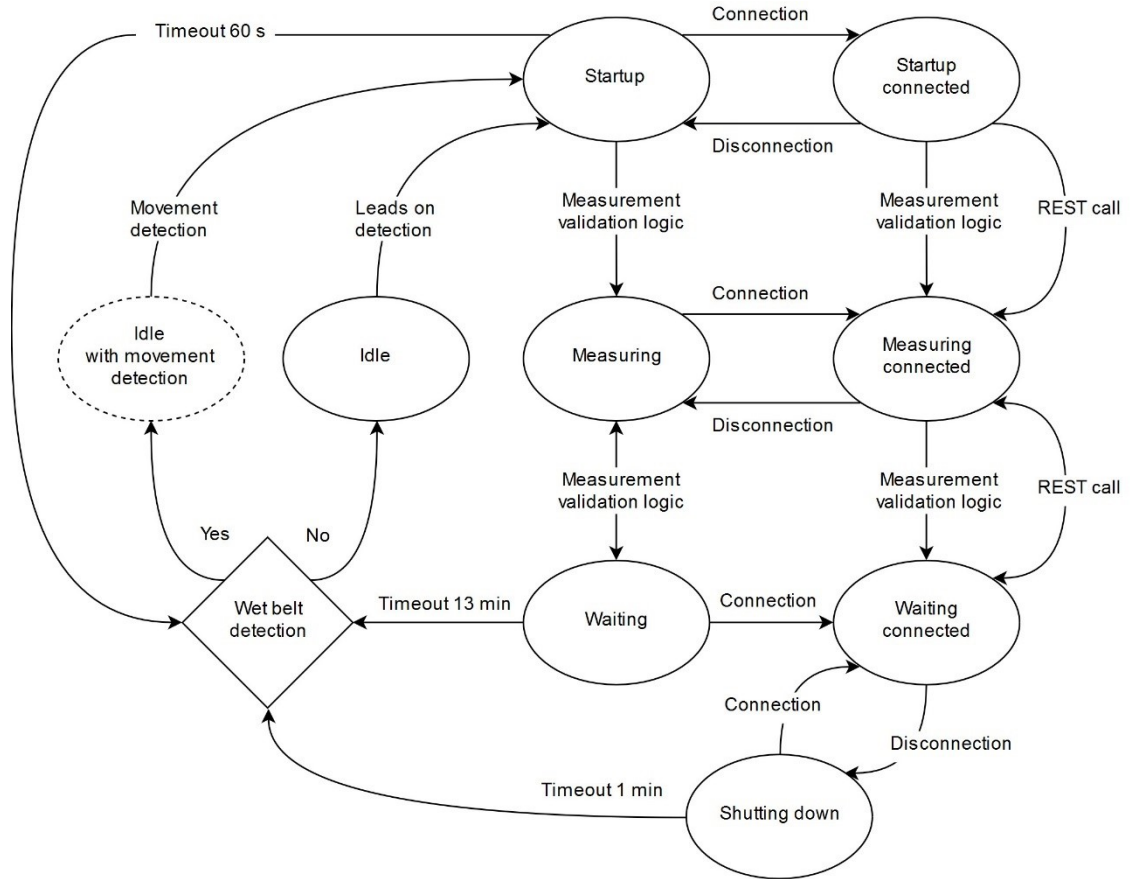 Timeout 60 s
Connection
Startup
Startup
connected
Disconnection
Movement
detection
Leads on
detection
Measurement
validation logic
Measurement
validation logic
REST call
Connection
Idle
with movement
detection
Idle
Measuring
Measuring
connected
Disconnection
Measurement
validation logic
Measurement
validation logic
REST call
Yes
No
Wet belt
detection
Timeout 13 min
Waiting
Connection
Waiting
connected
Connection
Disconnection
Timeout 1 min
Shutting down